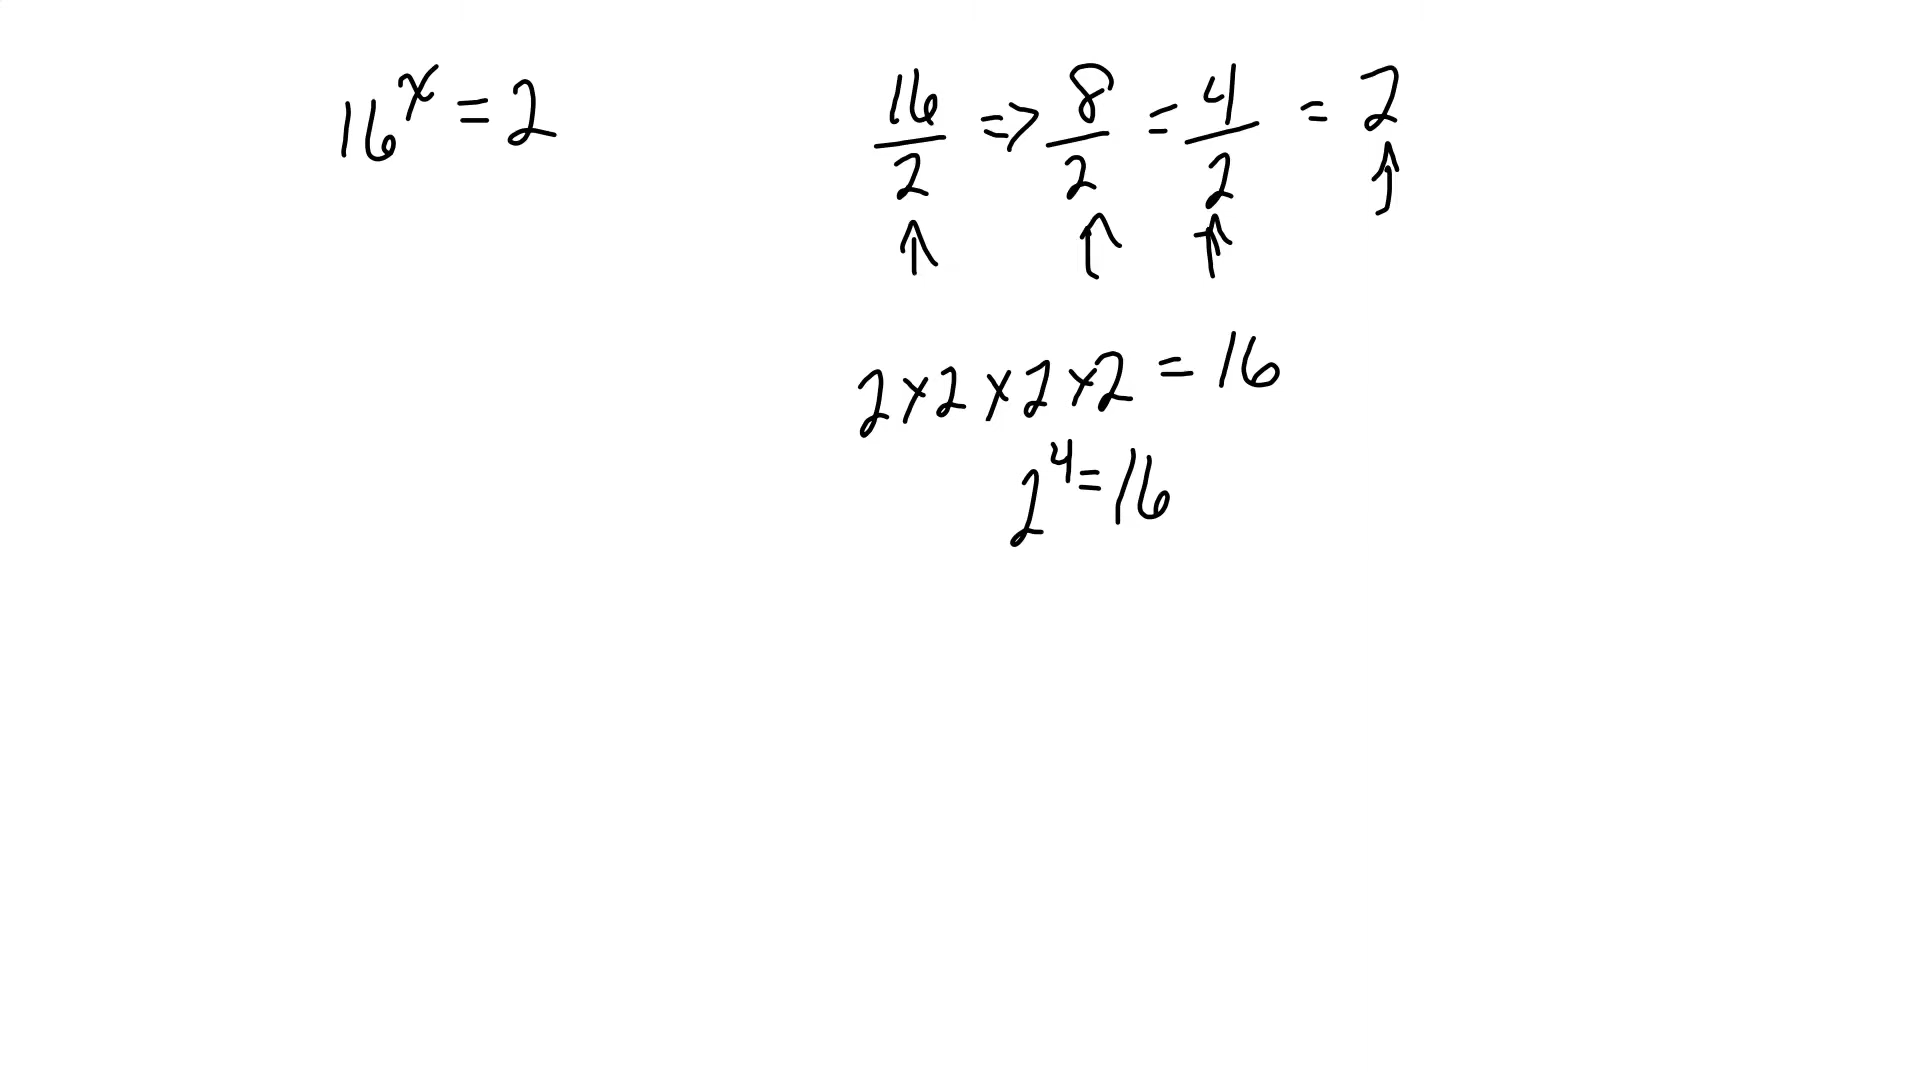 16^x = 2
16/2 => 8/2 = 4/2 = 2
↑ ↑ ↑ ↑
2 × 2 × 2 × 2 = 16
2^4 = 16